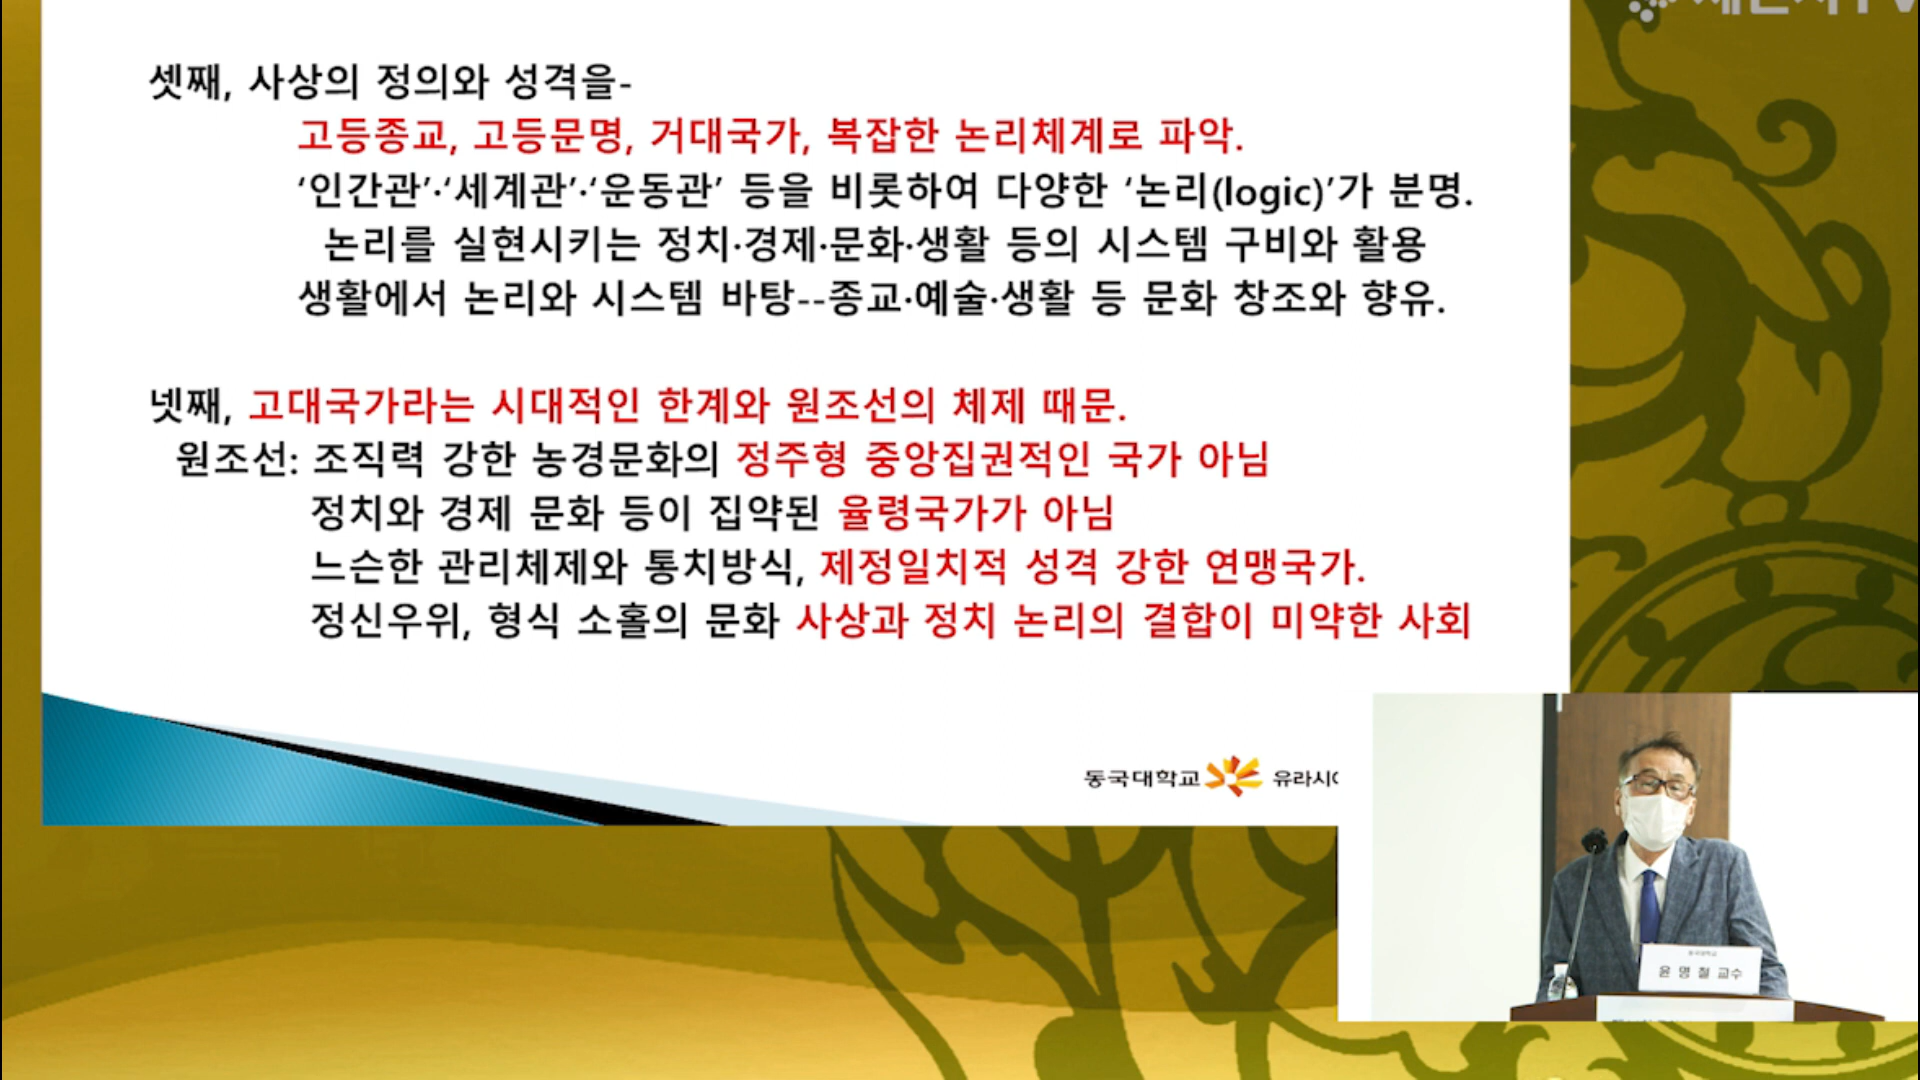 셋째, 사상의 정의와 성격을-
고등종교, 고등문명, 거대국가, 복잡한 논리체계로 파악.
‘인간관’·‘세계관’·‘운동관’ 등을 비롯하여 다양한 ‘논리(logic)’가 분명.
논리를 실현시키는 정치·경제·문화·생활 등의 시스템 구비와 활용
생활에서 논리와 시스템 바탕--종교·예술·생활 등 문화 창조와 향유.
넷째, 고대국가라는 시대적인 한계와 원조선의 체제 때문.
원조선: 조직력 강한 농경문화의 정주형 중앙집권적인 국가 아님
정치와 경제 문화 등이 집약된 율령국가가 아님
느슨한 관리체제와 통치방식, 제정일치적 성격 강한 연맹국가.
정신우위, 형식 소홀의 문화 사상과 정치 논리의 결합이 미약한 사회
동국대학교 유라시아
동국대학교
윤 명 철 교수